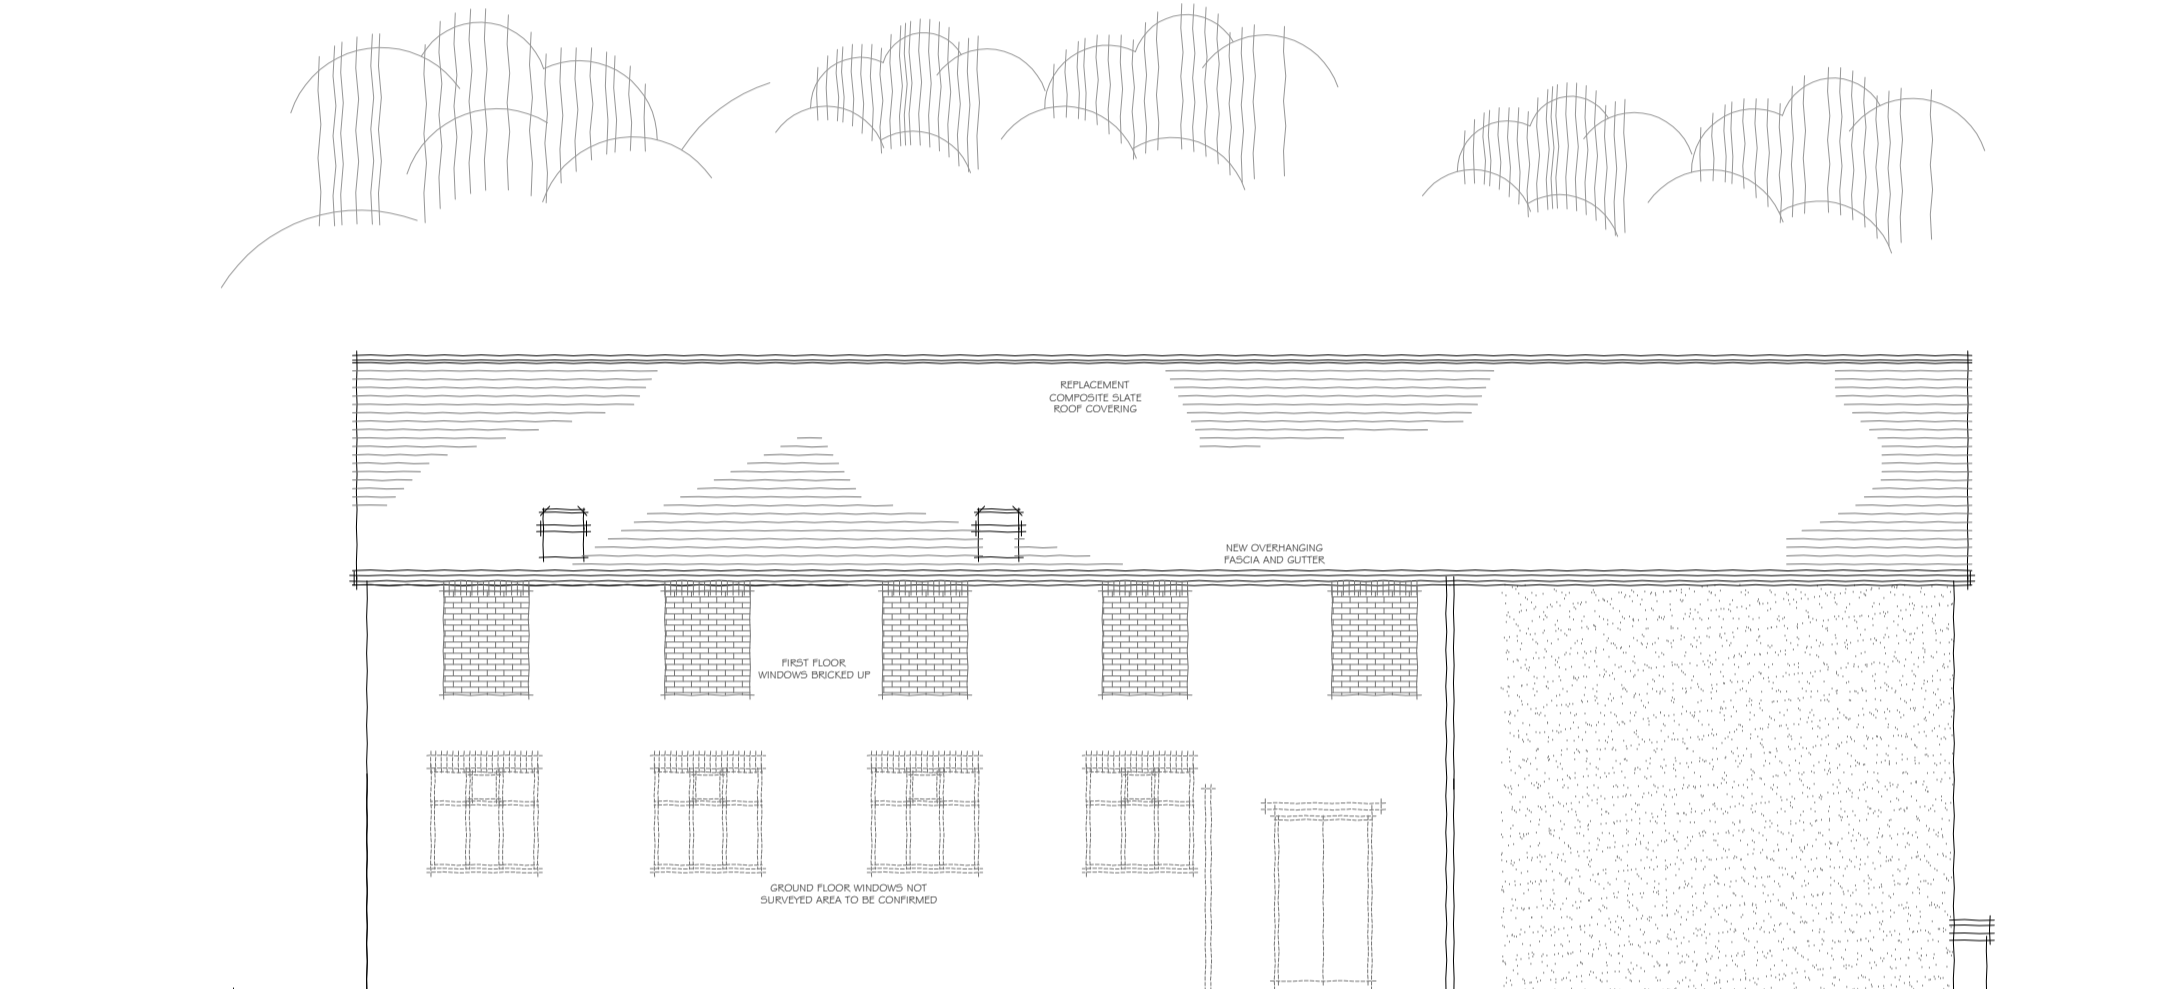 REPLACEMENT
COMPOSITE SLATE
ROOF COVERING
NEW OVERHANGING
FASCIA AND GUTTER
FIRST FLOOR
WINDOWS BRICKED UP
GROUND FLOOR WINDOWS NOT
SURVEYED AREA TO BE CONFIRMED